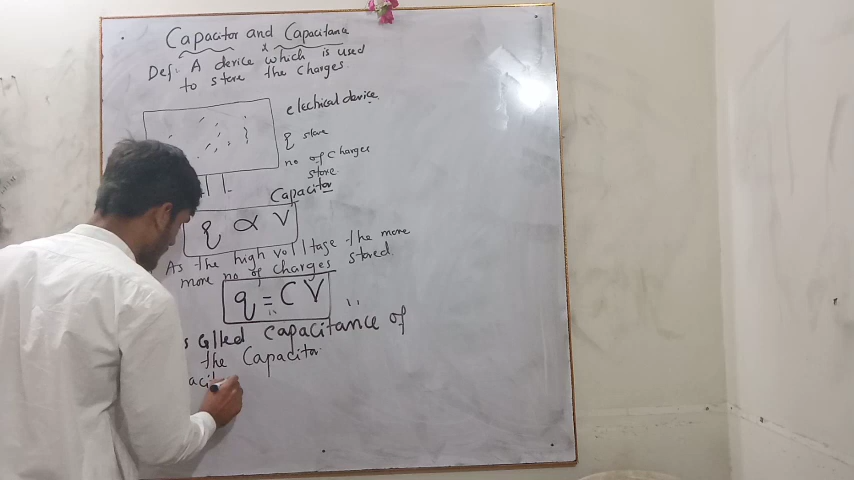 Capacitor and Capacitance
Def: A device which is used
to store the charges
electrical device
q store
no of charges
store
Capacitor
q ∝ V
As the high voltage the more
more no of charges stored.
q = C V
s called capacitance of
the Capacitor
aci